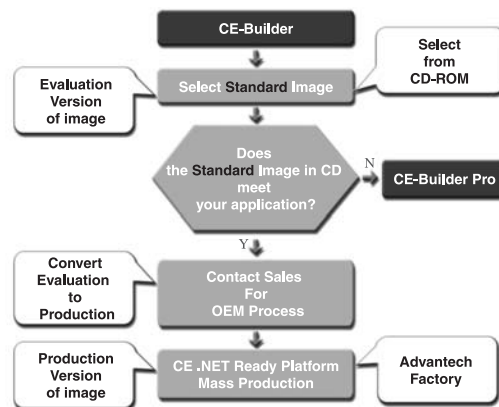 CE-Builder
Select
from
CD-ROM
Evaluation
Version
of image
Select Standard Image
Does
the Standard Image in CD
meet
your application?
N
CE-Builder Pro
Y
Convert
Evaluation
to
Production
Contact Sales
For
OEM Process
Production
Version
of image
CE .NET Ready Platform
Mass Production
Advantech
Factory